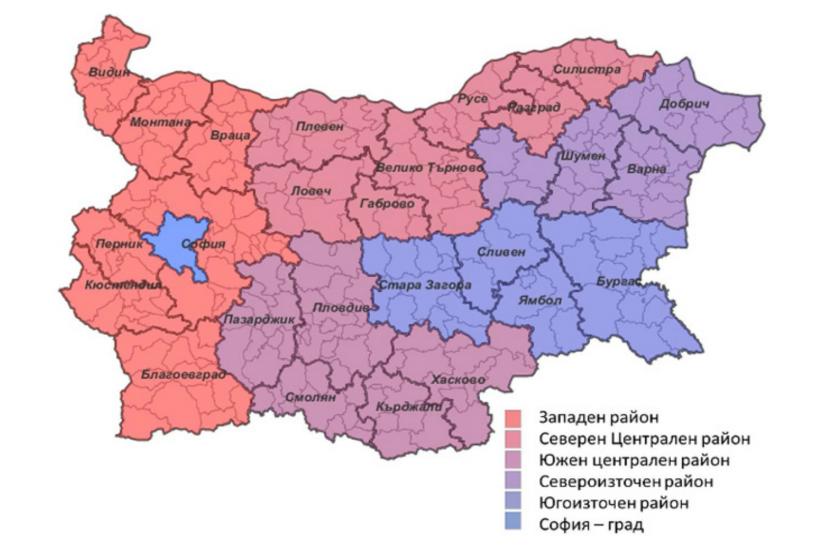 Видин
Монтана
Враца
Плевен
Русе
Разград
Силистра
Добрич
Шумен
Варна
Велико Търново
Ловеч
Габрово
Перник
София
Кюстендил
Стара Загора
Сливен
Ямбол
Бургас
Пазарджик
Пловдив
Благоевград
Смолян
Хасково
Кърджали
Западен район
Северен Централен район
Южен централен район
Североизточен район
Югоизточен район
София – град